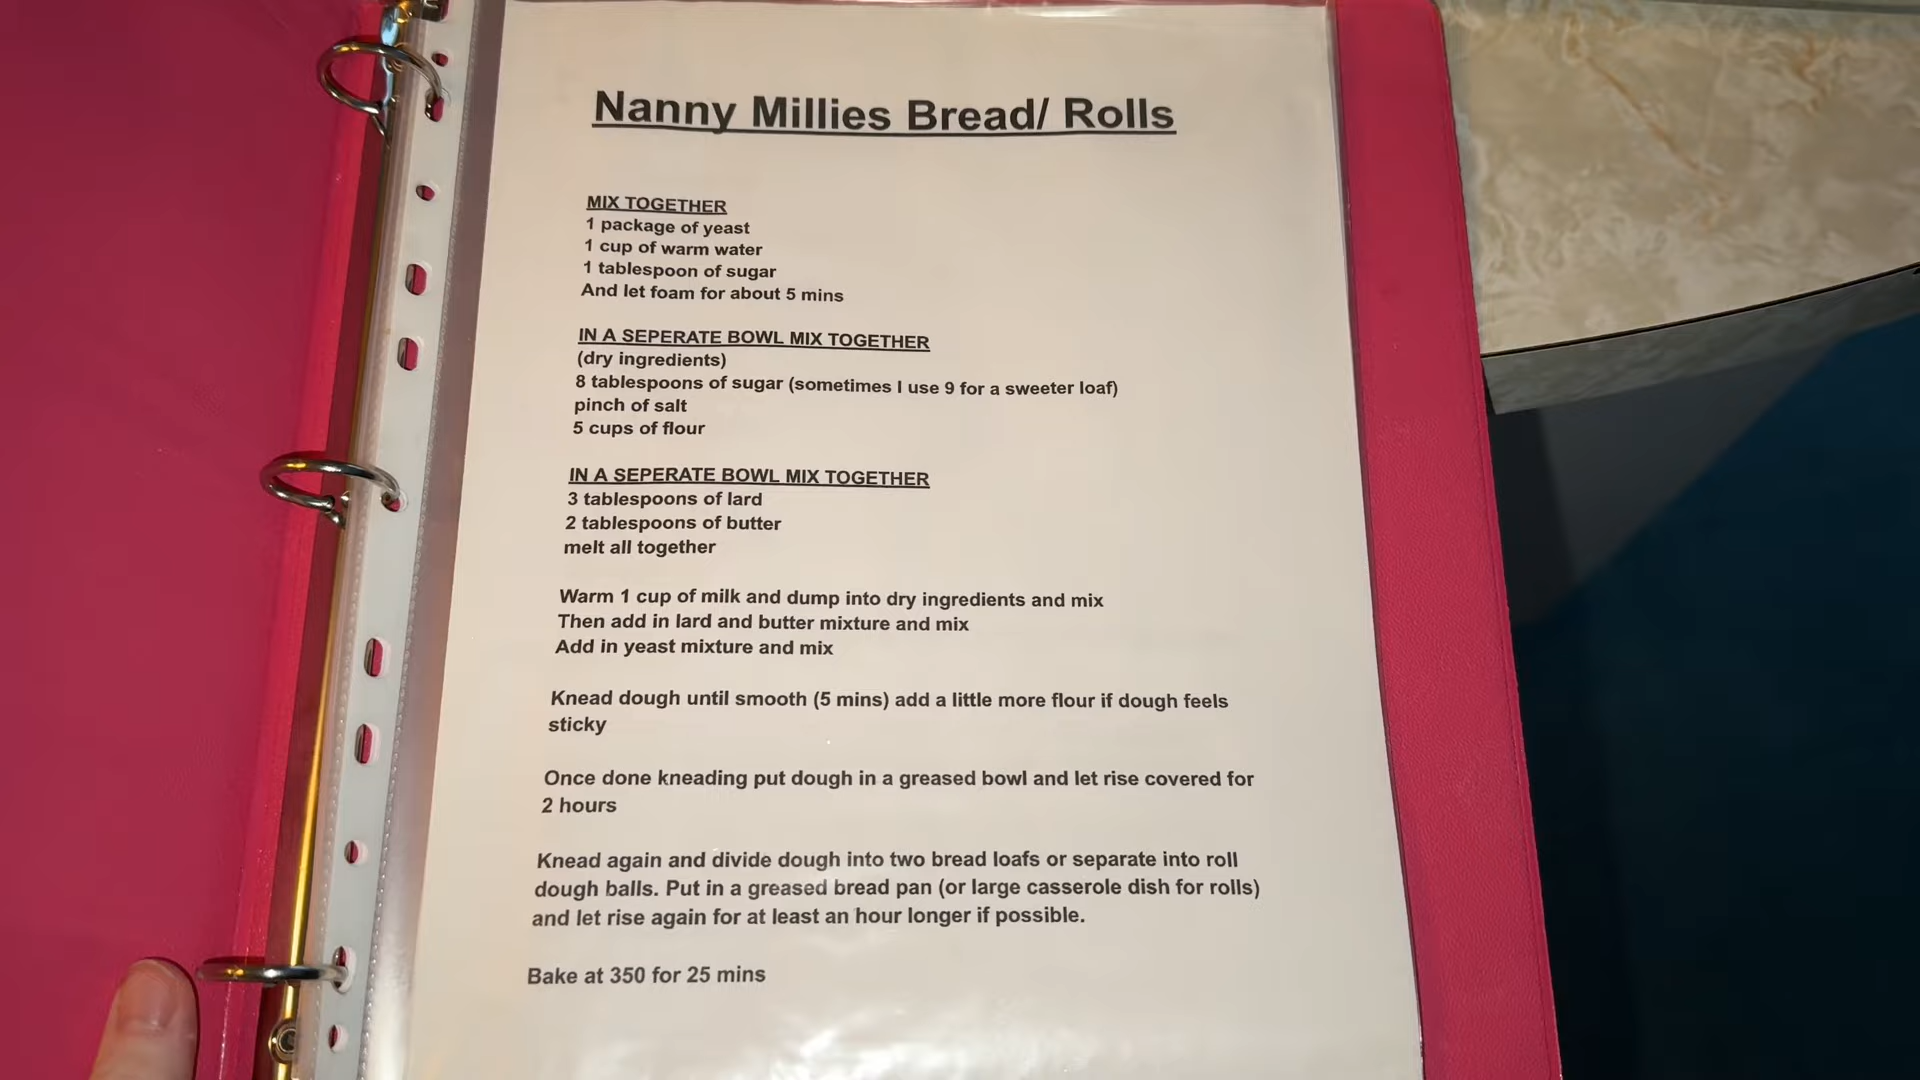 Nanny Millies Bread/ Rolls
MIX TOGETHER
1 package of yeast
1 cup of warm water
1 tablespoon of sugar
And let foam for about 5 mins
IN A SEPERATE BOWL MIX TOGETHER
(dry ingredients)
8 tablespoons of sugar (sometimes I use 9 for a sweeter loaf)
pinch of salt
5 cups of flour
IN A SEPERATE BOWL MIX TOGETHER
3 tablespoons of lard
2 tablespoons of butter
melt all together
Warm 1 cup of milk and dump into dry ingredients and mix
Then add in lard and butter mixture and mix
Add in yeast mixture and mix
Knead dough until smooth (5 mins) add a little more flour if dough feels
sticky
Once done kneading put dough in a greased bowl and let rise covered for
2 hours
Knead again and divide dough into two bread loafs or separate into roll
dough balls. Put in a greased bread pan (or large casserole dish for rolls)
and let rise again for at least an hour longer if possible.
Bake at 350 for 25 mins